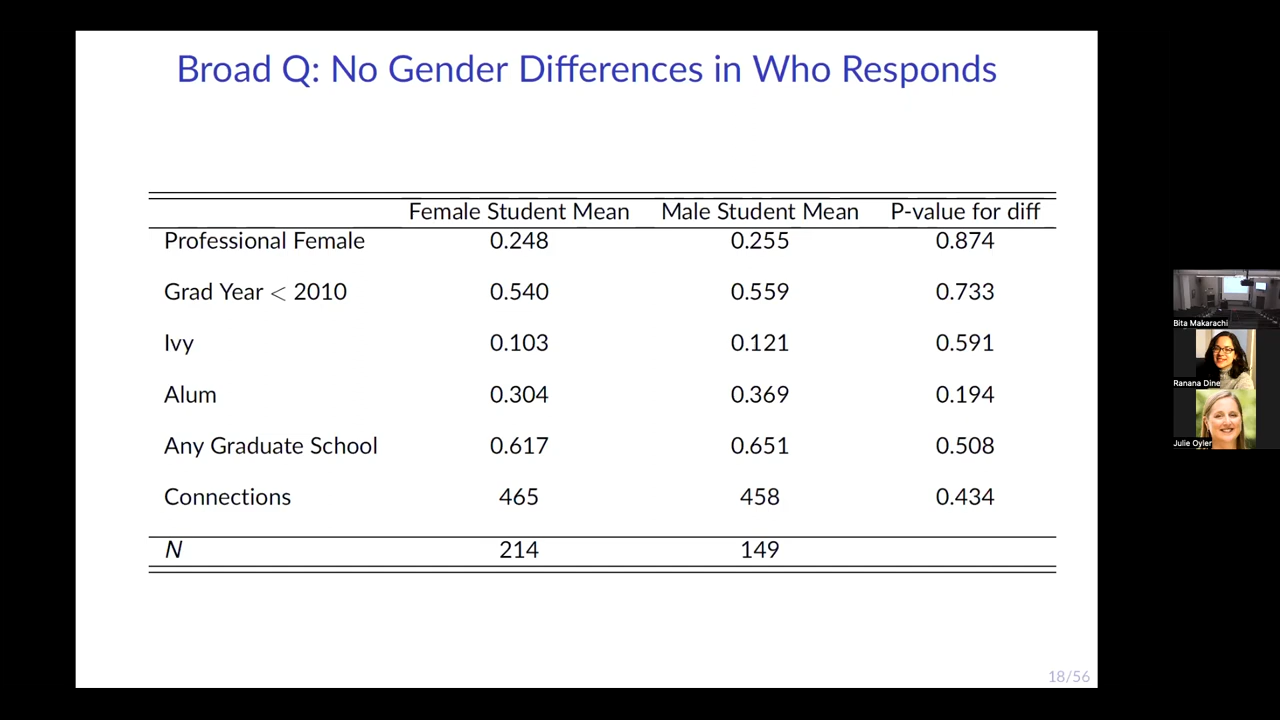 Broad Q: No Gender Differences in Who Responds
Female Student Mean Male Student Mean P-value for diff
Professional Female 0.248 0.255 0.874
Grad Year < 2010 0.540 0.559 0.733
Ivy 0.103 0.121 0.591
Alum 0.304 0.369 0.194
Any Graduate School 0.617 0.651 0.508
Connections 465 458 0.434
N 214 149
18/56
Bita Makarachi
Ranana Dine
Julie Oyler